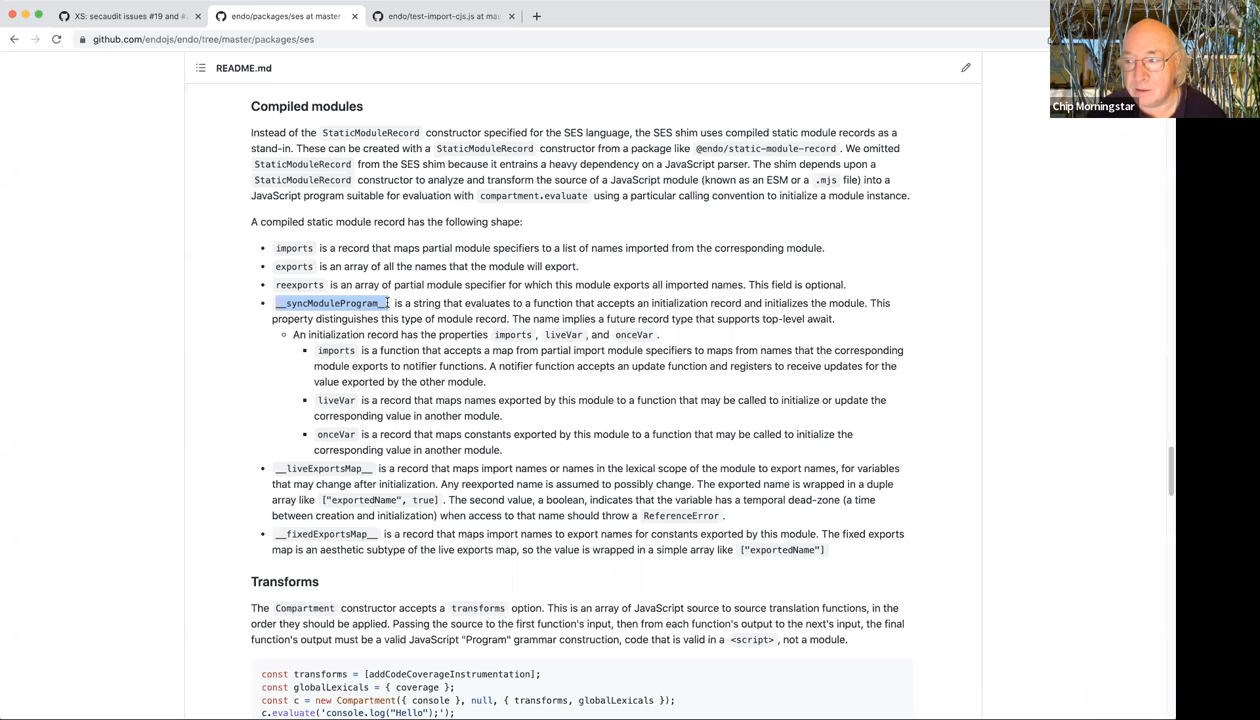 XS: secaudit issues #19 and #
endo/packages/ses at master
endo/test-import-cjs.js at mas
github.com/endojs/endo/tree/master/packages/ses
Chip Morningstar
README.md
Compiled modules
Instead of the StaticModuleRecord constructor specified for the SES language, the SES shim uses compiled static module records as a
stand-in. These can be created with a StaticModuleRecord constructor from a package like @endo/static-module-record. We omitted
StaticModuleRecord from the SES shim because it entrains a heavy dependency on a JavaScript parser. The shim depends upon a
StaticModuleRecord constructor to analyze and transform the source of a JavaScript module (known as an ESM or a .mjs file) into a
JavaScript program suitable for evaluation with compartment.evaluate using a particular calling convention to initialize a module instance.
A compiled static module record has the following shape:
• imports is a record that maps partial module specifiers to a list of names imported from the corresponding module.
• exports is an array of all the names that the module will export.
• reexports is an array of partial module specifier for which this module exports all imported names. This field is optional.
• __syncModuleProgram__ is a string that evaluates to a function that accepts an initialization record and initializes the module. This
property distinguishes this type of module record. The name implies a future record type that supports top-level await.
◦ An initialization record has the properties imports, liveVar, and onceVar.
▪ imports is a function that accepts a map from partial import module specifiers to maps from names that the corresponding
module exports to notifier functions. A notifier function accepts an update function and registers to receive updates for the
value exported by the other module.
▪ liveVar is a record that maps names exported by this module to a function that may be called to initialize or update the
corresponding value in another module.
▪ onceVar is a record that maps constants exported by this module to a function that may be called to initialize the
corresponding value in another module.
• __liveExportsMap__ is a record that maps import names or names in the lexical scope of the module to export names, for variables
that may change after initialization. Any reexported name is assumed to possibly change. The exported name is wrapped in a duple
array like ["exportedName", true]. The second value, a boolean, indicates that the variable has a temporal dead-zone (a time
between creation and initialization) when access to that name should throw a ReferenceError.
• __fixedExportsMap__ is a record that maps import names to export names for constants exported by this module. The fixed exports
map is an aesthetic subtype of the live exports map, so the value is wrapped in a simple array like ["exportedName"]
Transforms
The Compartment constructor accepts a transforms option. This is an array of JavaScript source to source translation functions, in the
order they should be applied. Passing the source to the first function's input, then from each function's output to the next's input, the final
function's output must be a valid JavaScript "Program" grammar construction, code that is valid in a <script>, not a module.
const transforms = [addCodeCoverageInstrumentation];
const globalLexicals = { coverage };
const c = new Compartment({ console }, null, { transforms, globalLexicals });
c.evaluate('console.log("Hello");');